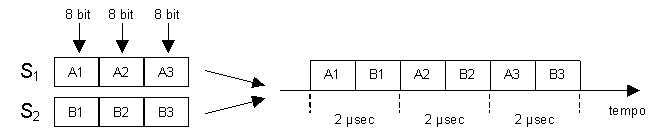 8 bit 8 bit 8 bit
S1 A1 A2 A3
A1 B1 A2 B2 A3 B3
S2 B1 B2 B3
2 µsec 2 µsec 2 µsec
tempo